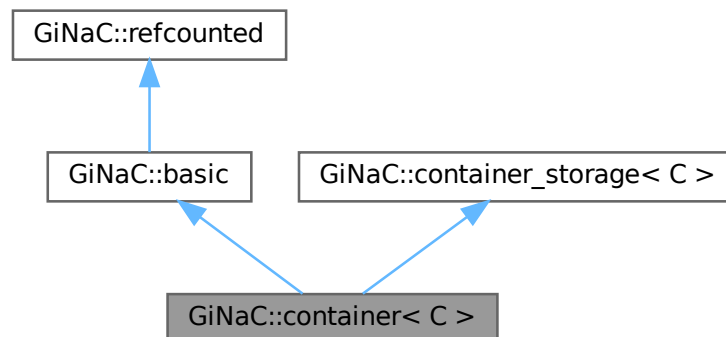 GiNaC::refcounted
GiNaC::basic
GiNaC::container_storage< C >
GiNaC::container< C >